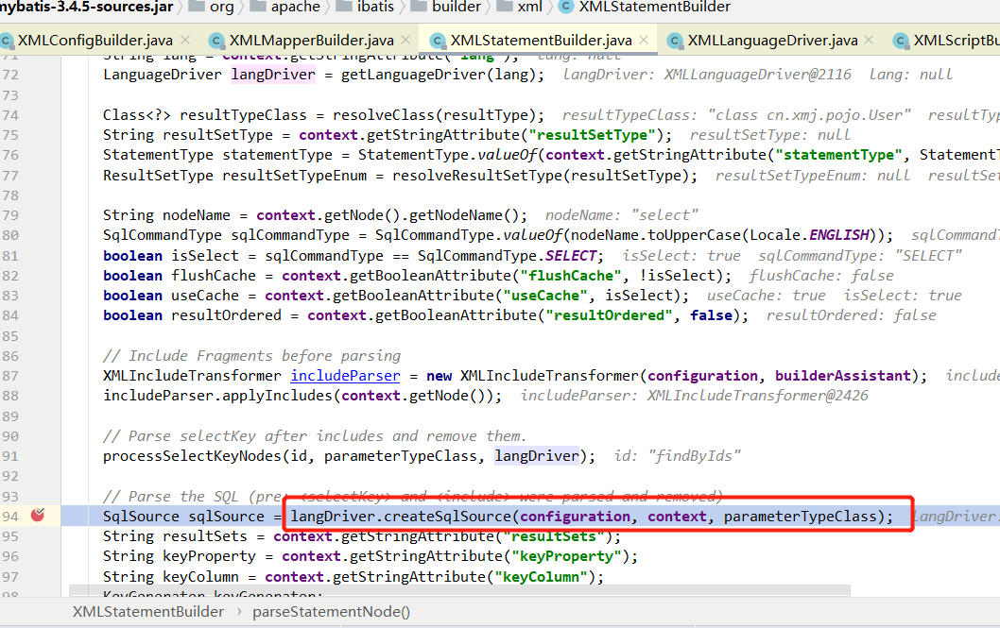 mybatis-3.4.5-sources.jar org apache ibatis builder xml XMLStatementBuilder
XMLConfigBuilder.java XMLMapperBuilder.java XMLStatementBuilder.java XMLLanguageDriver.java XMLScriptBu
71 String lang = context.getStringAttribute("lang"); lang: null
72 LanguageDriver langDriver = getLanguageDriver(lang); langDriver: XMLLanguageDriver@2116 lang: null
73
74 Class<?> resultTypeClass = resolveClass(resultType); resultTypeClass: "class cn.xmj.pojo.User" resultTyp
75 String resultSetType = context.getStringAttribute("resultSetType"); resultSetType: null
76 StatementType statementType = StatementType.valueOf(context.getStringAttribute("statementType", StatementT
77 ResultSetType resultSetTypeEnum = resolveResultSetType(resultSetType); resultSetTypeEnum: null resultSe
78
79 String nodeName = context.getNode().getNodeName(); nodeName: "select"
80 SqlCommandType sqlCommandType = SqlCommandType.valueOf(nodeName.toUpperCase(Locale.ENGLISH)); sqlCommandT
81 boolean isSelect = sqlCommandType == SqlCommandType.SELECT; isSelect: true sqlCommandType: "SELECT"
82 boolean flushCache = context.getBooleanAttribute("flushCache", !isSelect); flushCache: false
83 boolean useCache = context.getBooleanAttribute("useCache", isSelect); useCache: true isSelect: true
84 boolean resultOrdered = context.getBooleanAttribute("resultOrdered", false); resultOrdered: false
85
86 // Include Fragments before parsing
87 XMLIncludeTransformer includeParser = new XMLIncludeTransformer(configuration, builderAssistant); include
88 includeParser.applyIncludes(context.getNode()); includeParser: XMLIncludeTransformer@2426
89
90 // Parse selectKey after includes and remove them.
91 processSelectKeyNodes(id, parameterTypeClass, langDriver); id: "findByIds"
92
93 // Parse the SQL (pre: <selectKey> and <include> were parsed and removed)
94 SqlSource sqlSource = langDriver.createSqlSource(configuration, context, parameterTypeClass); langDriver:
95 String resultSets = context.getStringAttribute("resultSets");
96 String keyProperty = context.getStringAttribute("keyProperty");
97 String keyColumn = context.getStringAttribute("keyColumn");
98 KeyGenerator keyGenerator;
XMLStatementBuilder parseStatementNode()